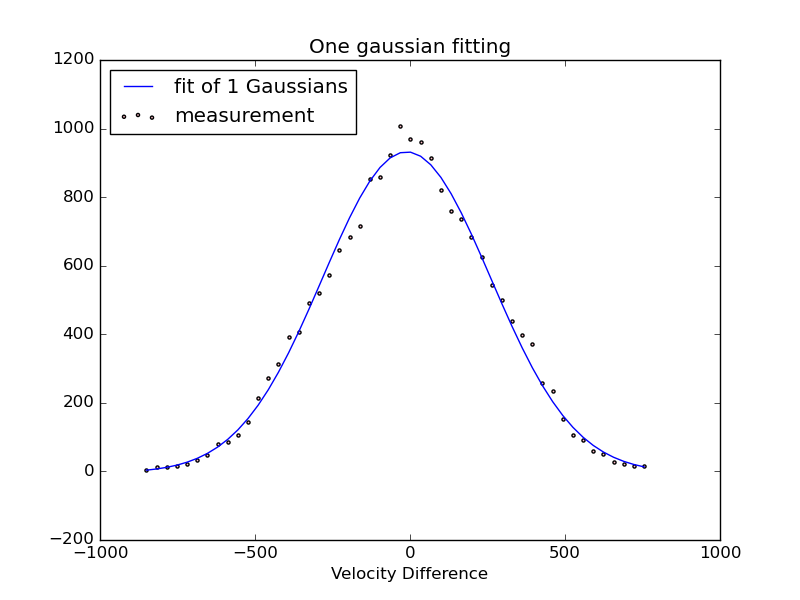 One gaussian fitting
1200
fit of 1 Gaussians
measurement
1000
800
600
400
200
0
−200
−1000 −500 0 500 1000
Velocity Difference